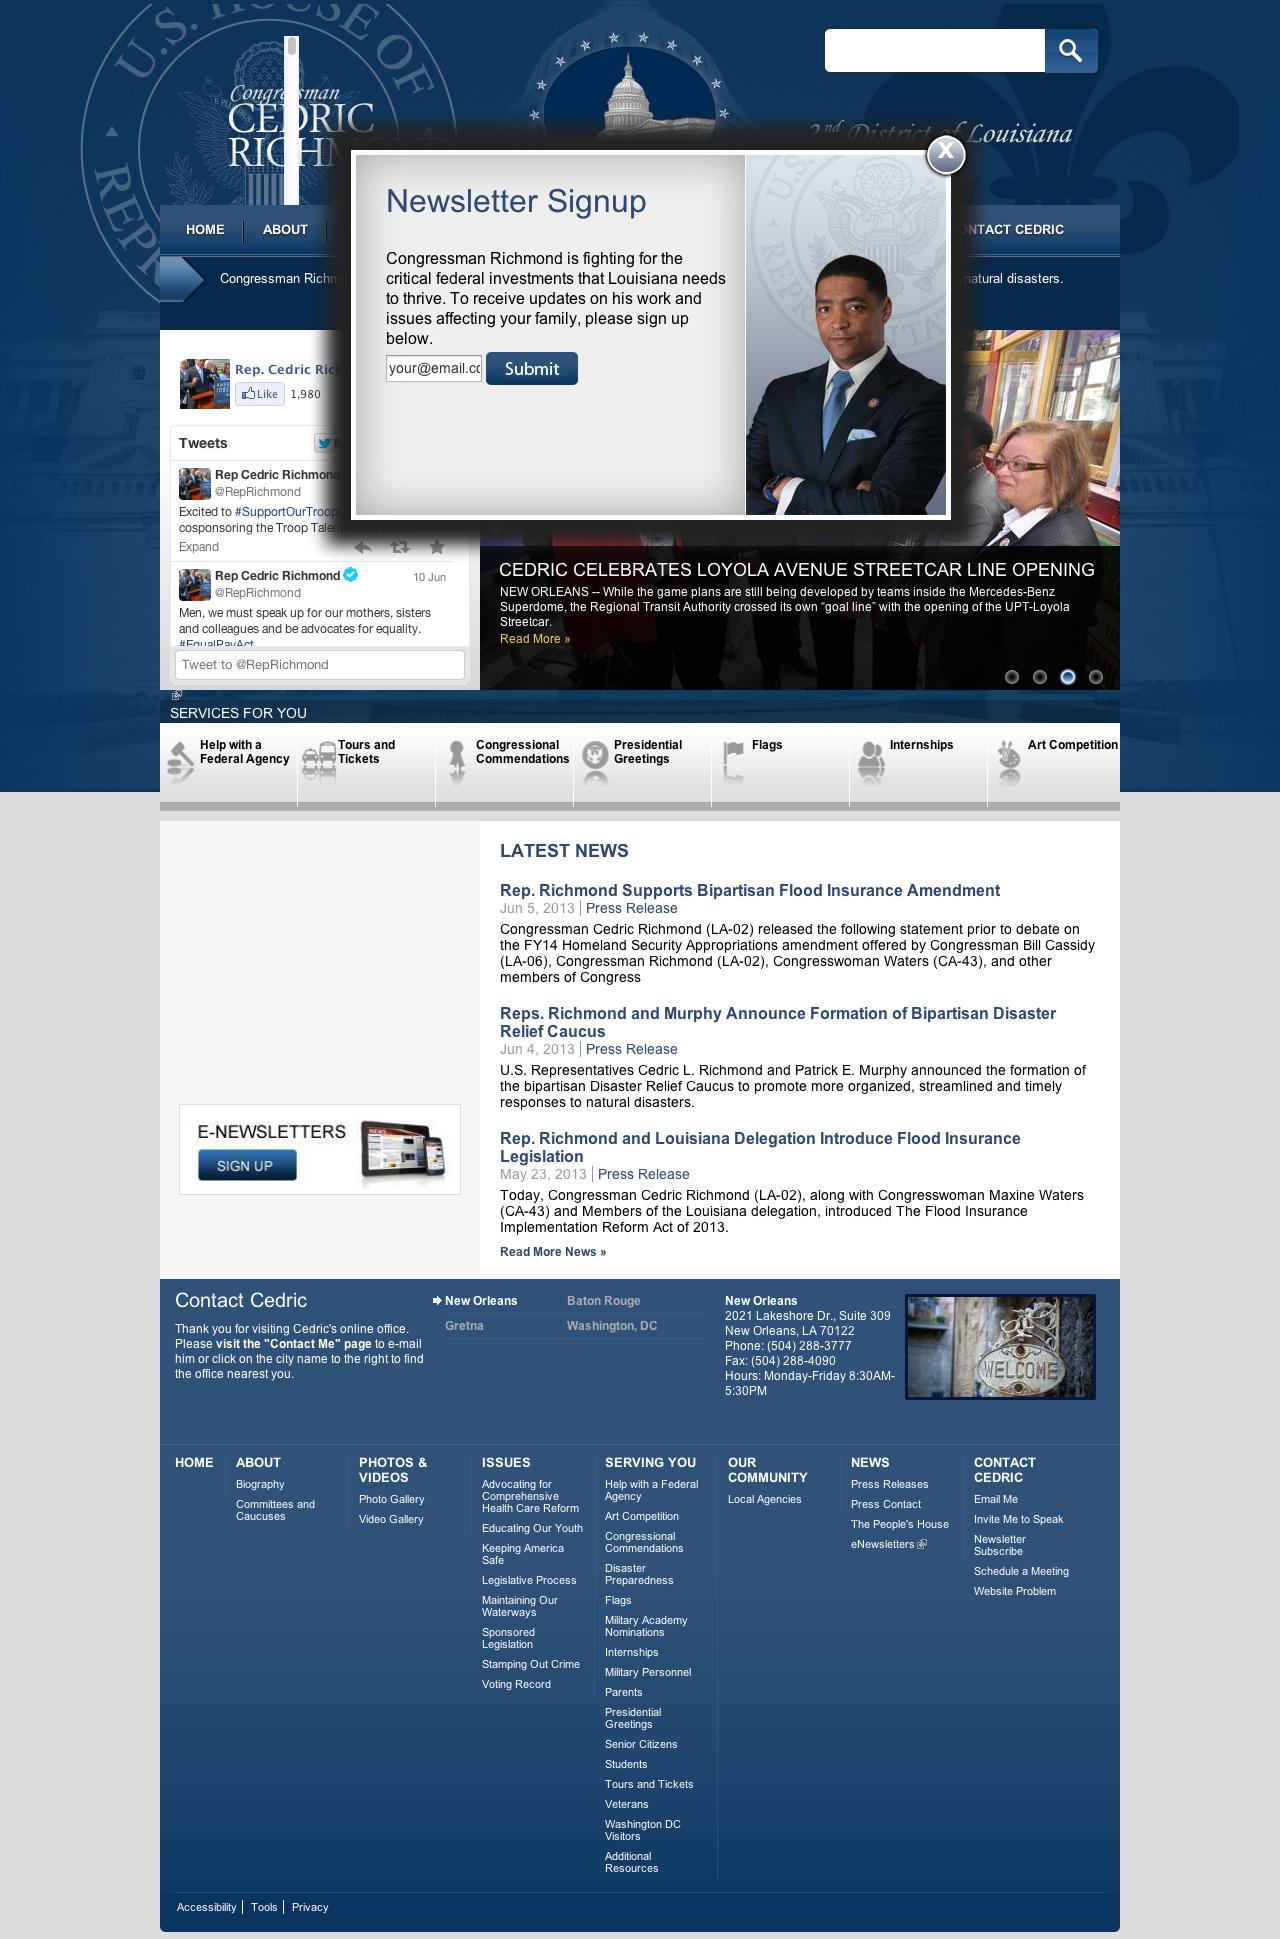 U.S. HOUSE OF
Congressman
CEDRIC
2nd District of Louisiana
X
Newsletter Signup
HOME
ABOUT
CONTACT CEDRIC
Congressman Richmond
natural disasters.
Congressman Richmond is fighting for the
critical federal investments that Louisiana needs
to thrive. To receive updates on his work and
issues affecting your family, please sign up
below.
Submit
Rep. Cedric
Like
1,980
Tweets
Rep Cedric Richmond
@RepRichmond
Excited to #SupportOurTroops
cosponsoring the Troop Talent
Expand
Rep Cedric Richmond
10 Jun
@RepRichmond
Men, we must speak up for our mothers, sisters
and colleagues and be advocates for equality.
#EqualPayAct
Tweet to @RepRichmond
CEDRIC CELEBRATES LOYOLA AVENUE STREETCAR LINE OPENING
NEW ORLEANS -- While the game plans are still being developed by teams inside the Mercedes-Benz
Superdome, the Regional Transit Authority crossed its own "goal line" with the opening of the UPT-Loyola
Streetcar.
Read More »
SERVICES FOR YOU
Help with a
Federal Agency
Tours and
Tickets
Congressional
Commendations
Presidential
Greetings
Flags
Internships
Art Competition
LATEST NEWS
Rep. Richmond Supports Bipartisan Flood Insurance Amendment
Jun 5, 2013 | Press Release
Congressman Cedric Richmond (LA-02) released the following statement prior to debate on
the FY14 Homeland Security Appropriations amendment offered by Congressman Bill Cassidy
(LA-06), Congressman Richmond (LA-02), Congresswoman Waters (CA-43), and other
members of Congress
Reps. Richmond and Murphy Announce Formation of Bipartisan Disaster
Relief Caucus
Jun 4, 2013 | Press Release
U.S. Representatives Cedric L. Richmond and Patrick E. Murphy announced the formation of
the bipartisan Disaster Relief Caucus to promote more organized, streamlined and timely
responses to natural disasters.
Rep. Richmond and Louisiana Delegation Introduce Flood Insurance
Legislation
May 23, 2013 | Press Release
Today, Congressman Cedric Richmond (LA-02), along with Congresswoman Maxine Waters
(CA-43) and Members of the Louisiana delegation, introduced The Flood Insurance
Implementation Reform Act of 2013.
Read More News »
E-NEWSLETTERS
SIGN UP
Contact Cedric
Thank you for visiting Cedric's online office.
Please visit the "Contact Me" page to e-mail
him or click on the city name to the right to find
the office nearest you.
New Orleans
Baton Rouge
Gretna
Washington, DC
New Orleans
2021 Lakeshore Dr., Suite 309
New Orleans, LA 70122
Phone: (504) 288-3777
Fax: (504) 288-4090
Hours: Monday-Friday 8:30AM-
5:30PM
WELCOME
HOME
ABOUT
Biography
Committees and
Caucuses
PHOTOS &
VIDEOS
Photo Gallery
Video Gallery
ISSUES
Advocating for
Comprehensive
Health Care Reform
Educating Our Youth
Keeping America
Safe
Legislative Process
Maintaining Our
Waterways
Sponsored
Legislation
Stamping Out Crime
Voting Record
SERVING YOU
Help with a Federal
Agency
Art Competition
Congressional
Commendations
Disaster
Preparedness
Flags
Military Academy
Nominations
Internships
Military Personnel
Parents
Presidential
Greetings
Senior Citizens
Students
Tours and Tickets
Veterans
Washington DC
Visitors
Additional
Resources
OUR
COMMUNITY
Local Agencies
NEWS
Press Releases
Press Contact
The People's House
eNewsletters
CONTACT
CEDRIC
Email Me
Invite Me to Speak
Newsletter
Subscribe
Schedule a Meeting
Website Problem
Accessibility | Tools | Privacy